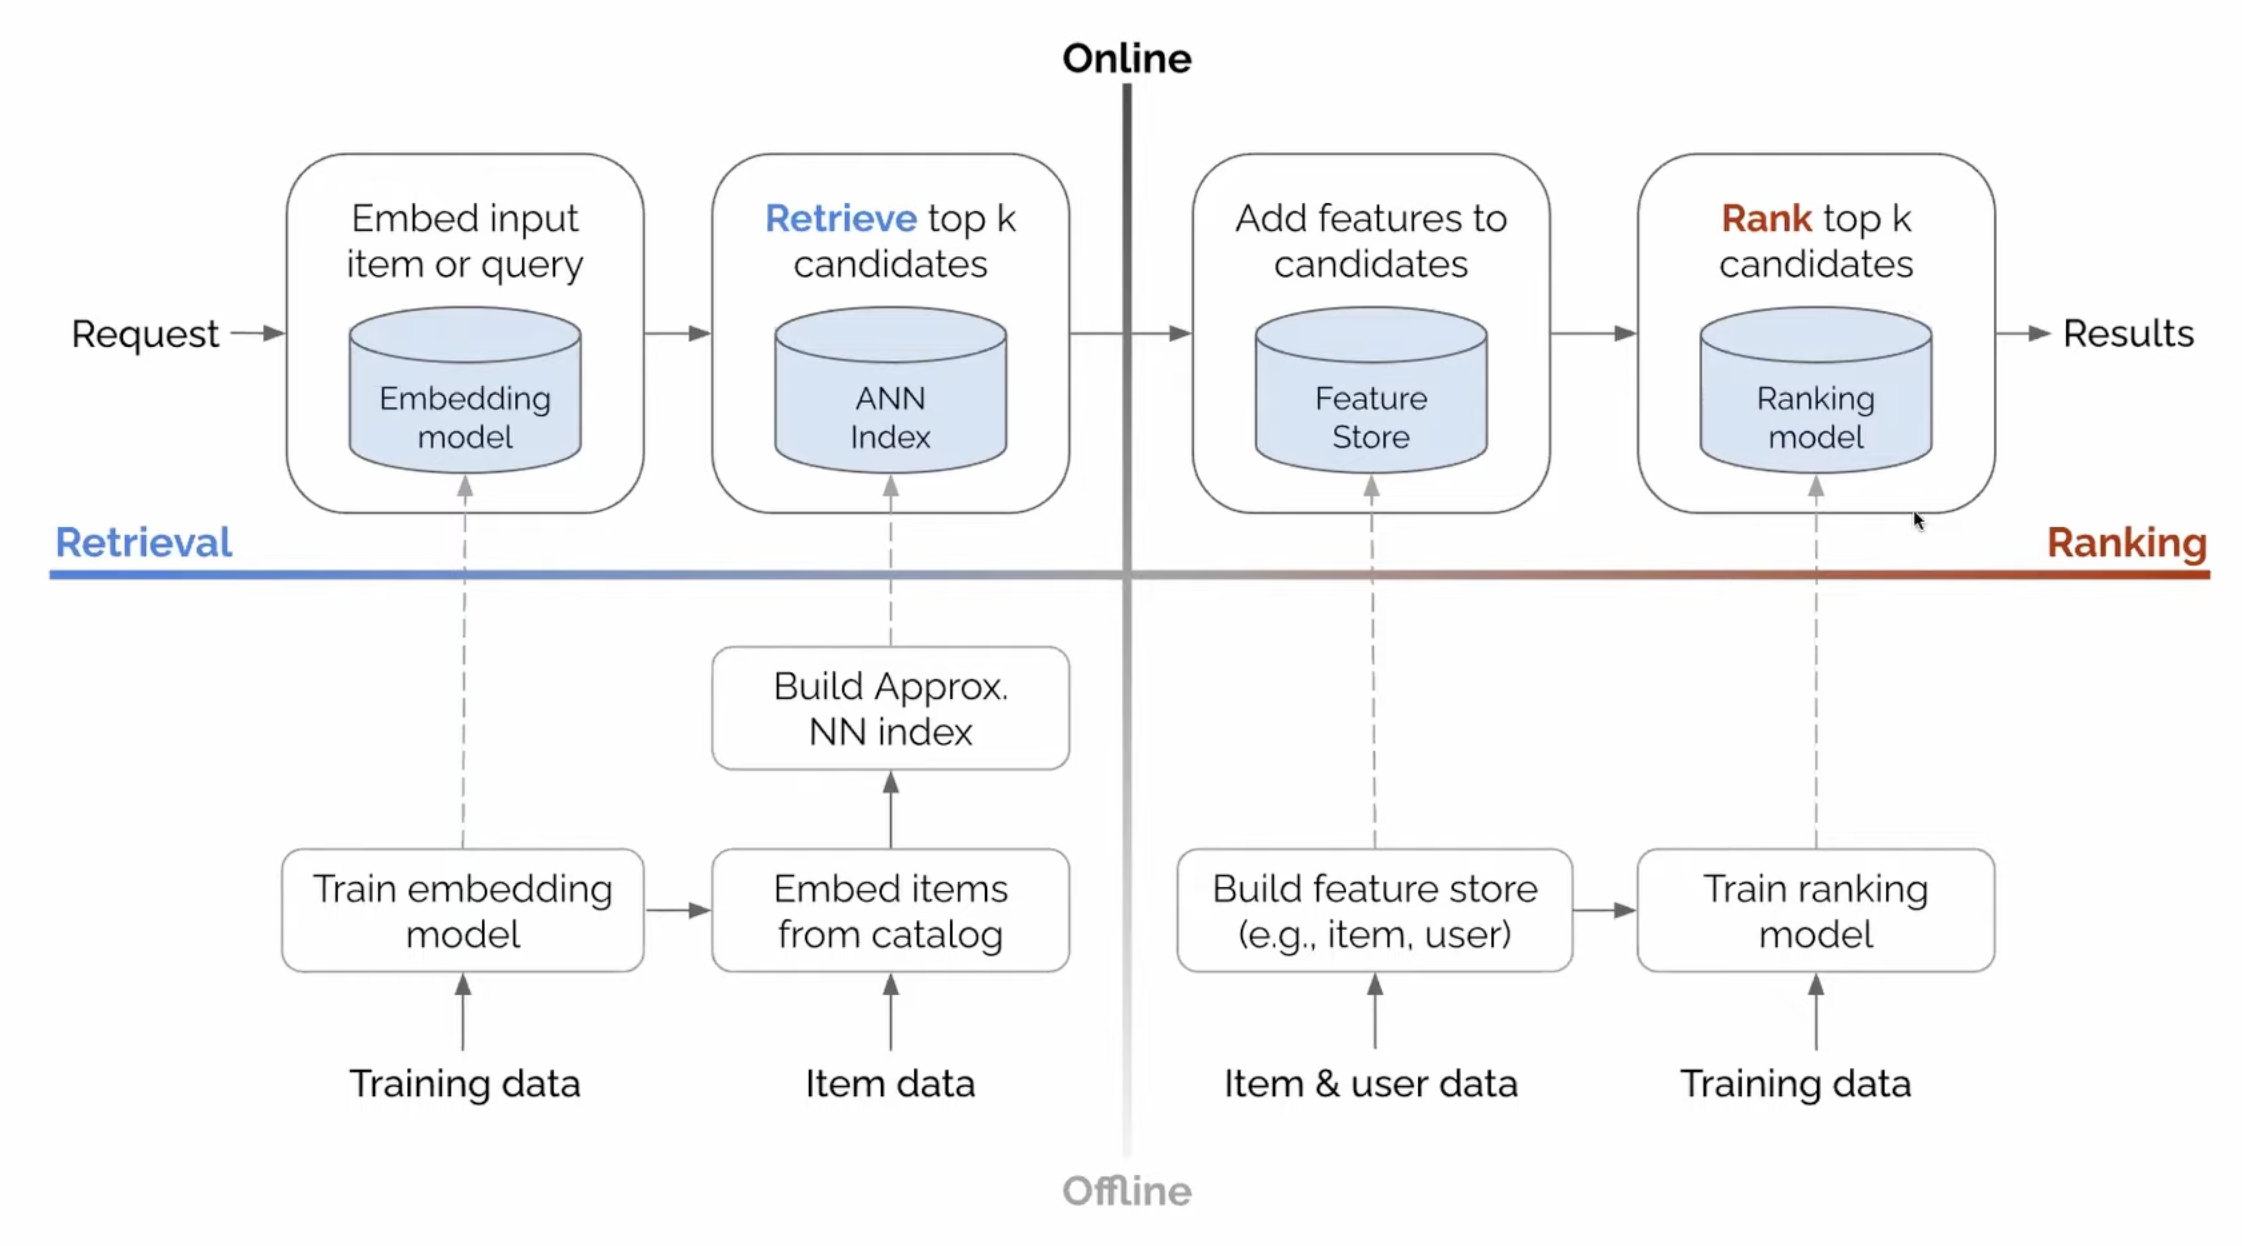 Online
Embed input
item or query
Retrieve top k
candidates
Add features to
candidates
Rank top k
candidates
Request
Embedding
model
ANN
Index
Feature
Store
Ranking
model
Results
Retrieval
Ranking
Build Approx.
NN index
Train embedding
model
Embed items
from catalog
Build feature store
(e.g., item, user)
Train ranking
model
Training data
Item data
Item & user data
Training data
Offline